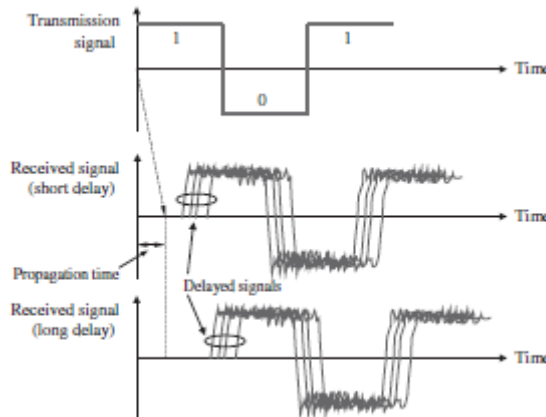 Transmission
signal
1
1
Time
0
Received signal
(short delay)
Time
Propagation time
Delayed signals
Received signal
(long delay)
Time